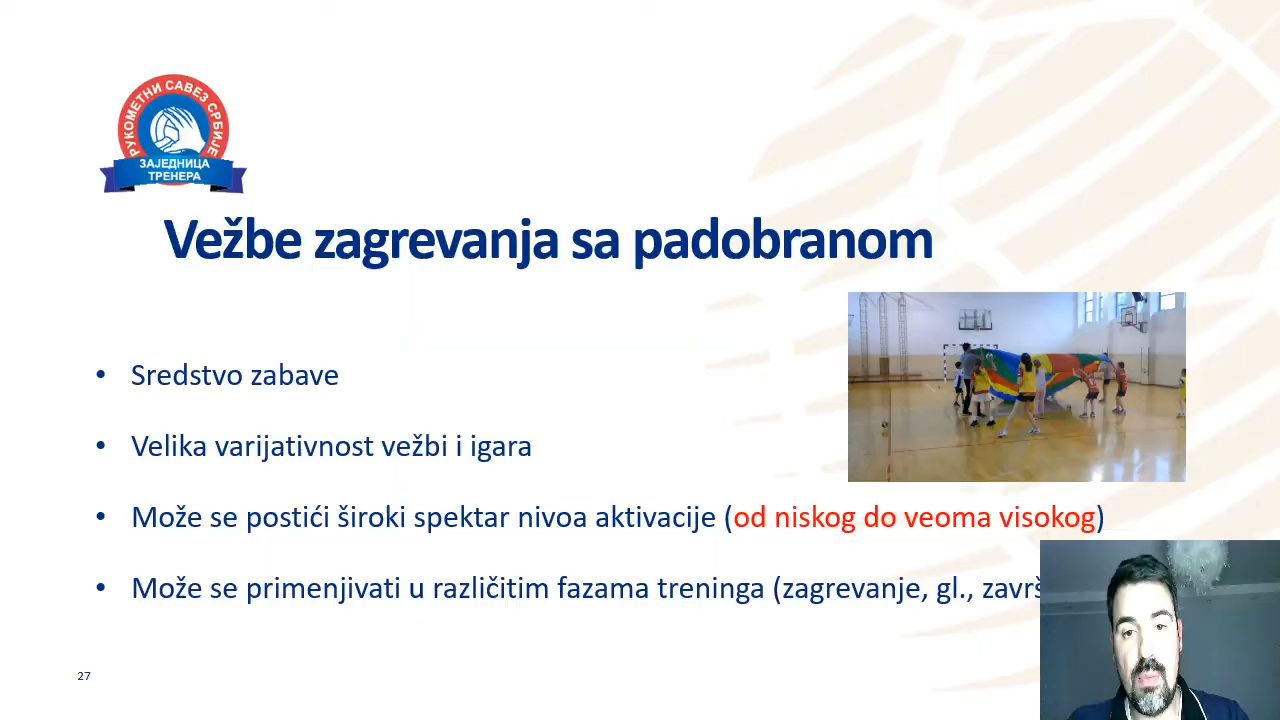 РУКОМЕТНИ САВЕЗ СРБИЈЕ
ЗАЈЕДНИЦА
ТРЕНЕРА
Vežbe zagrevanja sa padobranom
• Sredstvo zabave
• Velika varijativnost vežbi i igara
• Može se postići široki spektar nivoa aktivacije (od niskog do veoma visokog)
• Može se primenjivati u različitim fazama treninga (zagrevanje, gl.,
27